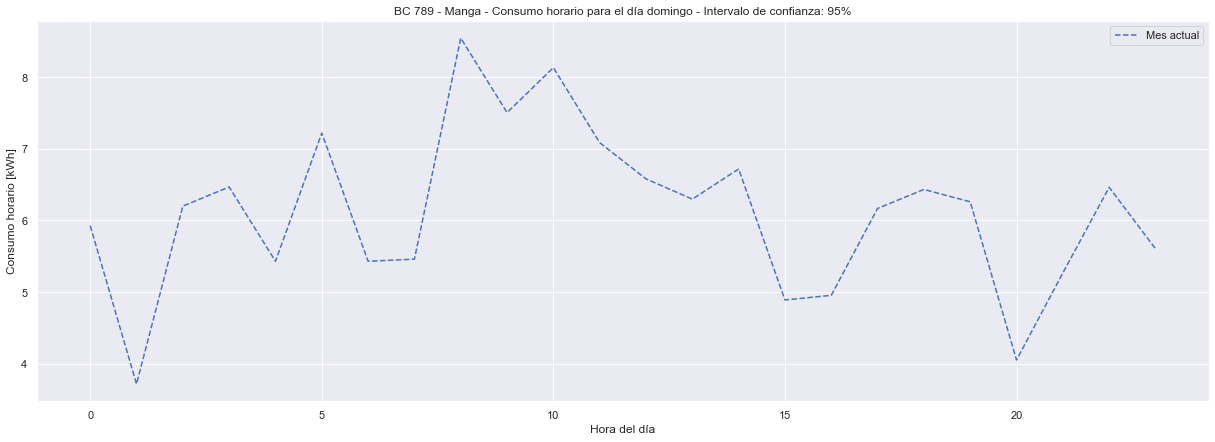 BC 789 - Manga - Consumo horario para el día domingo - Intervalo de confianza: 95%
Mes actual
Consumo horario [kWh]
8
7
6
5
4
0 5 10 15 20
Hora del día